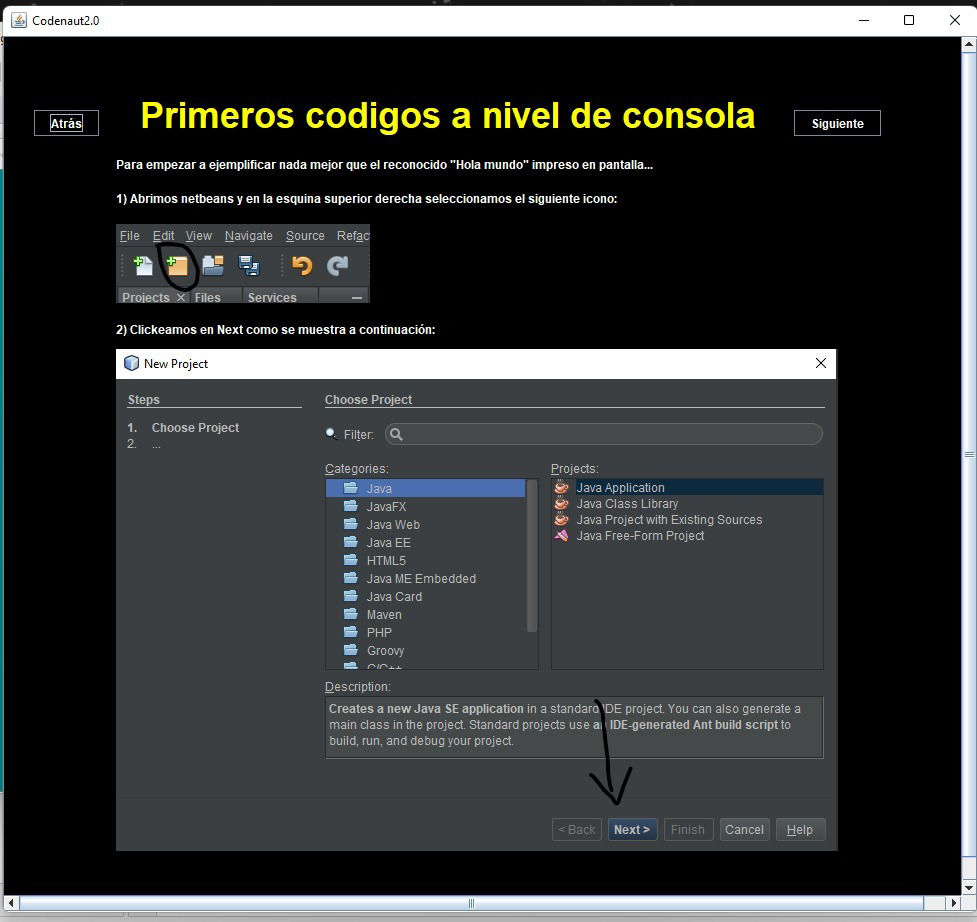 Codenaut2.0
Atrás
Primeros codigos a nivel de consola
Siguiente
Para empezar a ejemplificar nada mejor que el reconocido "Hola mundo" impreso en pantalla...
1) Abrimos netbeans y en la esquina superior derecha seleccionamos el siguiente icono:
File Edit View Navigate Source Refac
Projects Files Services
2) Clickeamos en Next como se muestra a continuación:
New Project
Steps
1. Choose Project
2. ...
Choose Project
Filter:
Categories:
Java
JavaFX
Java Web
Java EE
HTML5
Java ME Embedded
Java Card
Maven
PHP
Groovy
C/C++
Projects:
Java Application
Java Class Library
Java Project with Existing Sources
Java Free-Form Project
Description:
Creates a new Java SE application in a standard IDE project. You can also generate a
main class in the project. Standard projects use an IDE-generated Ant build script to
build, run, and debug your project.
< Back Next > Finish Cancel Help